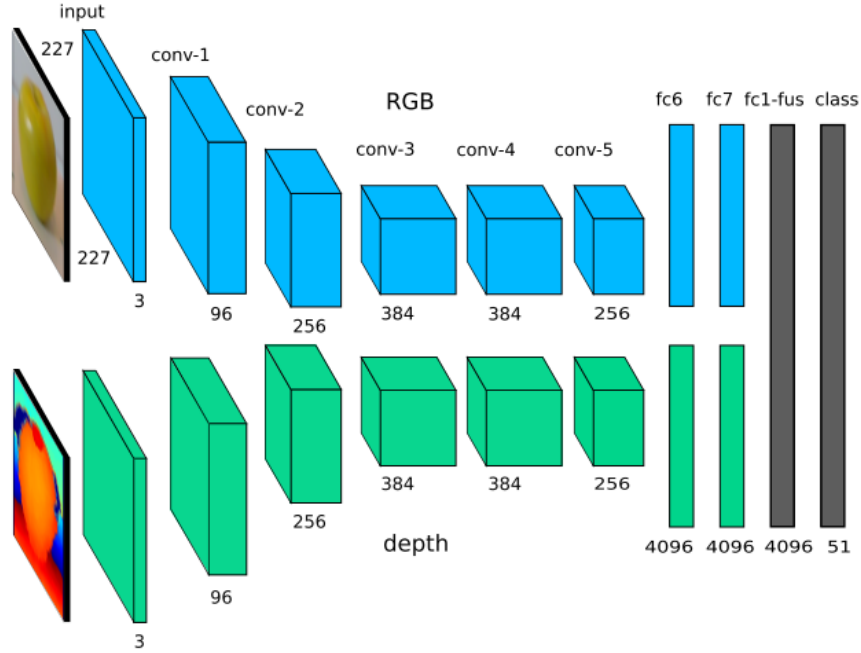 input
227
227
3
conv-1
96
conv-2
256
RGB
conv-3
384
conv-4
384
conv-5
256
fc6
fc7
fc1-fus
class
3
96
256
384
384
256
depth
4096
4096
4096
51